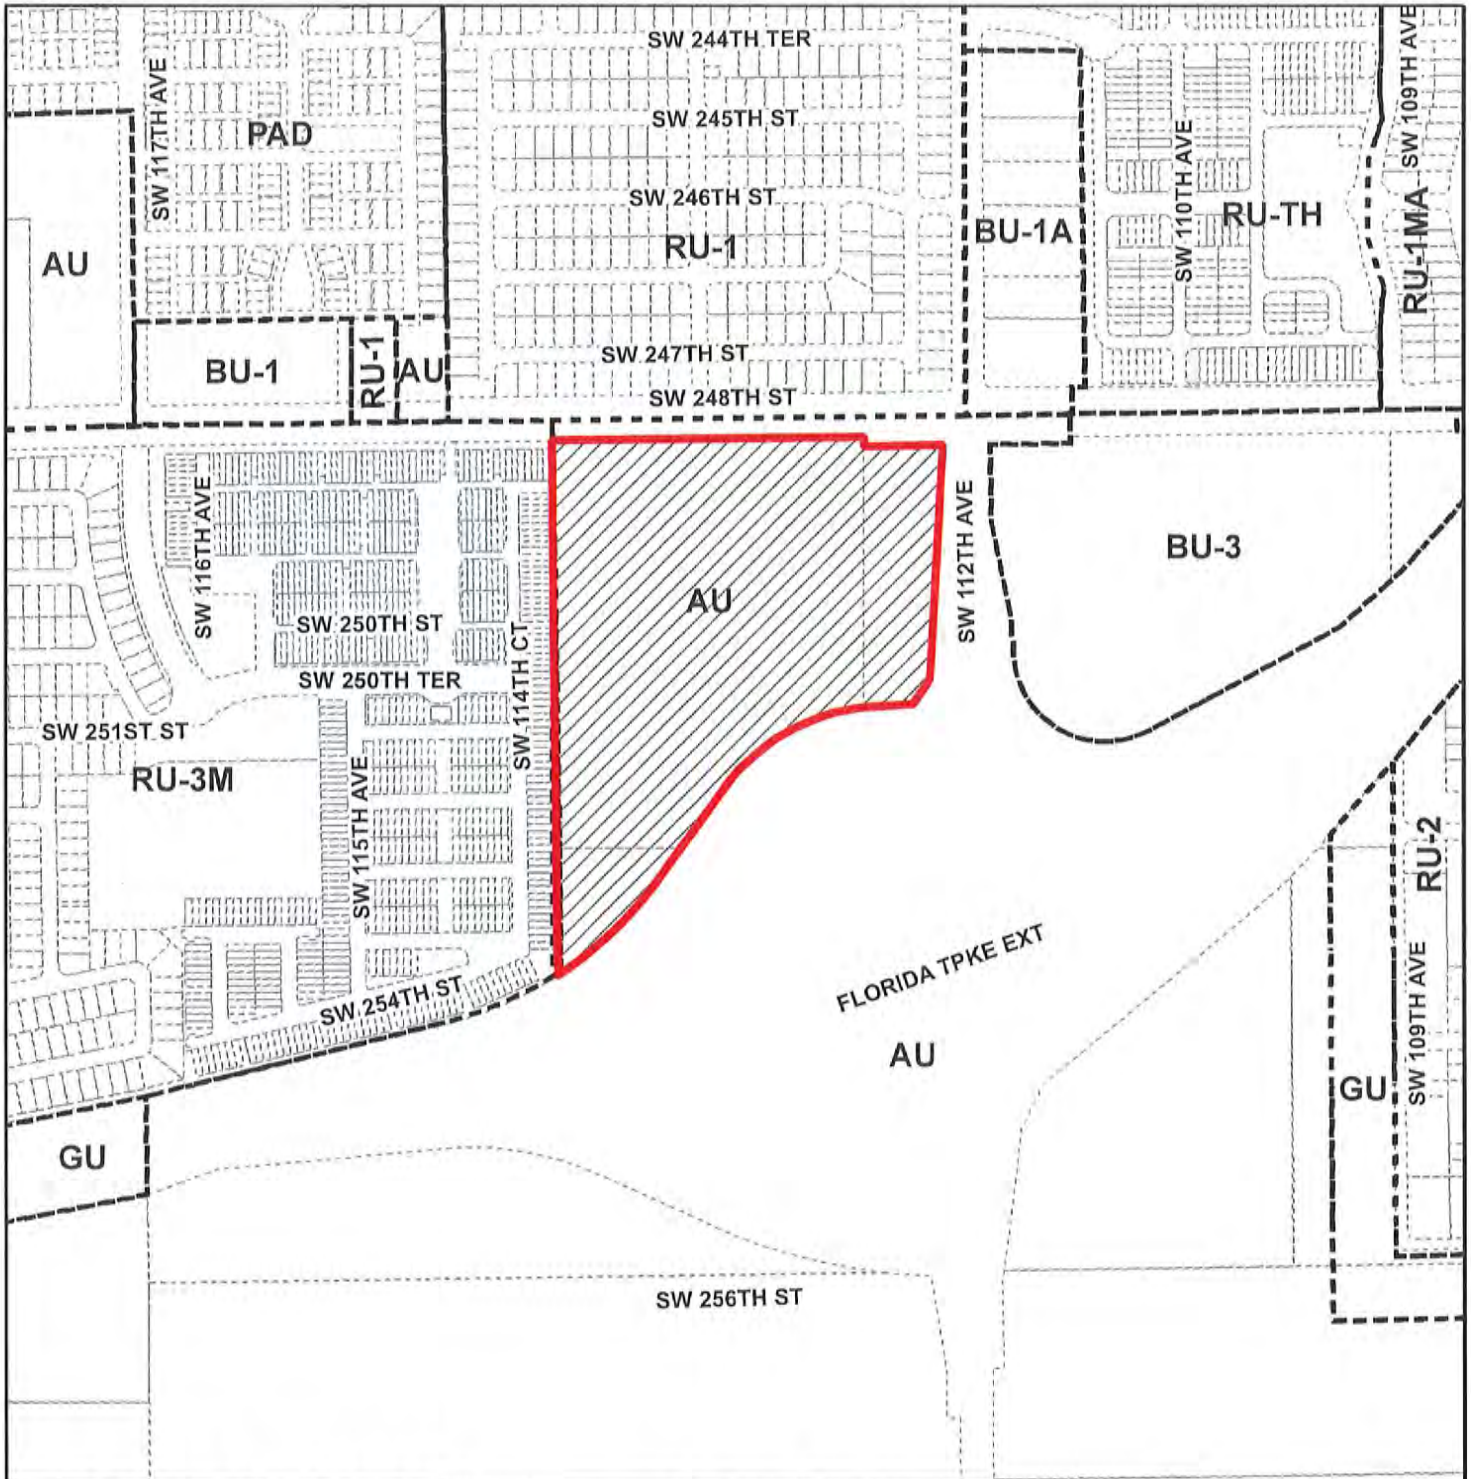 SW 244TH TER
SW 109TH AVE
SW 117TH AVE
PAD
SW 245TH ST
SW 110TH AVE
SW 246TH ST
RU-TH
BU-1A
RU-1
RU-1MA
AU
SW 247TH ST
BU-1
RU-1
AU
SW 248TH ST
SW 116TH AVE
SW 112TH AVE
BU-3
AU
SW 250TH ST
SW 114TH CT
SW 250TH TER
SW 251ST ST
RU-3M
SW 115TH AVE
RU-2
FLORIDA TPKE EXT
SW 254TH ST
SW 109TH AVE
AU
GU
GU
SW 256TH ST